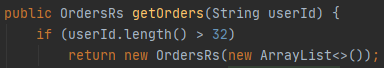 public OrdersRs getOrders(String userId) {
    if (userId.length() > 32)
        return new OrdersRs(new ArrayList<>());